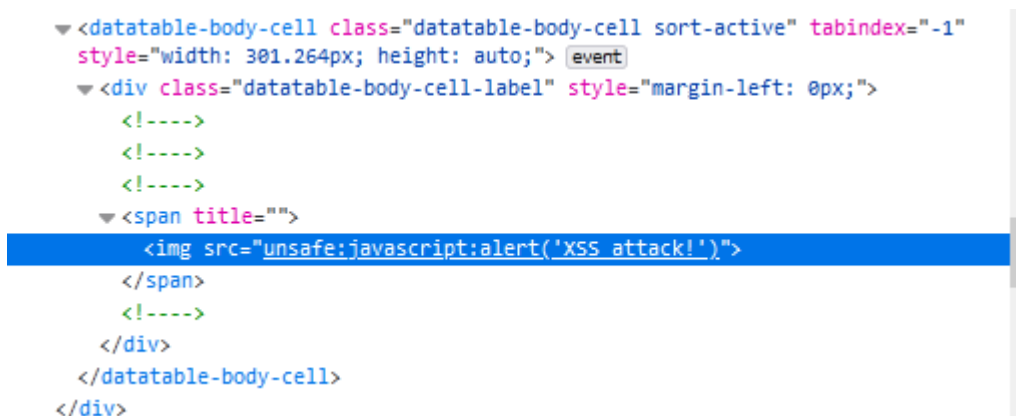 <datatable-body-cell class="datatable-body-cell sort-active" tabindex="-1"
style="width: 301.264px; height: auto;"> event
<div class="datatable-body-cell-label" style="margin-left: 0px;">
<!---->
<!---->
<!---->
<span title="">
<img src="unsafe:javascript:alert('XSS attack!')">
</span>
<!---->
</div>
</datatable-body-cell>
</div>